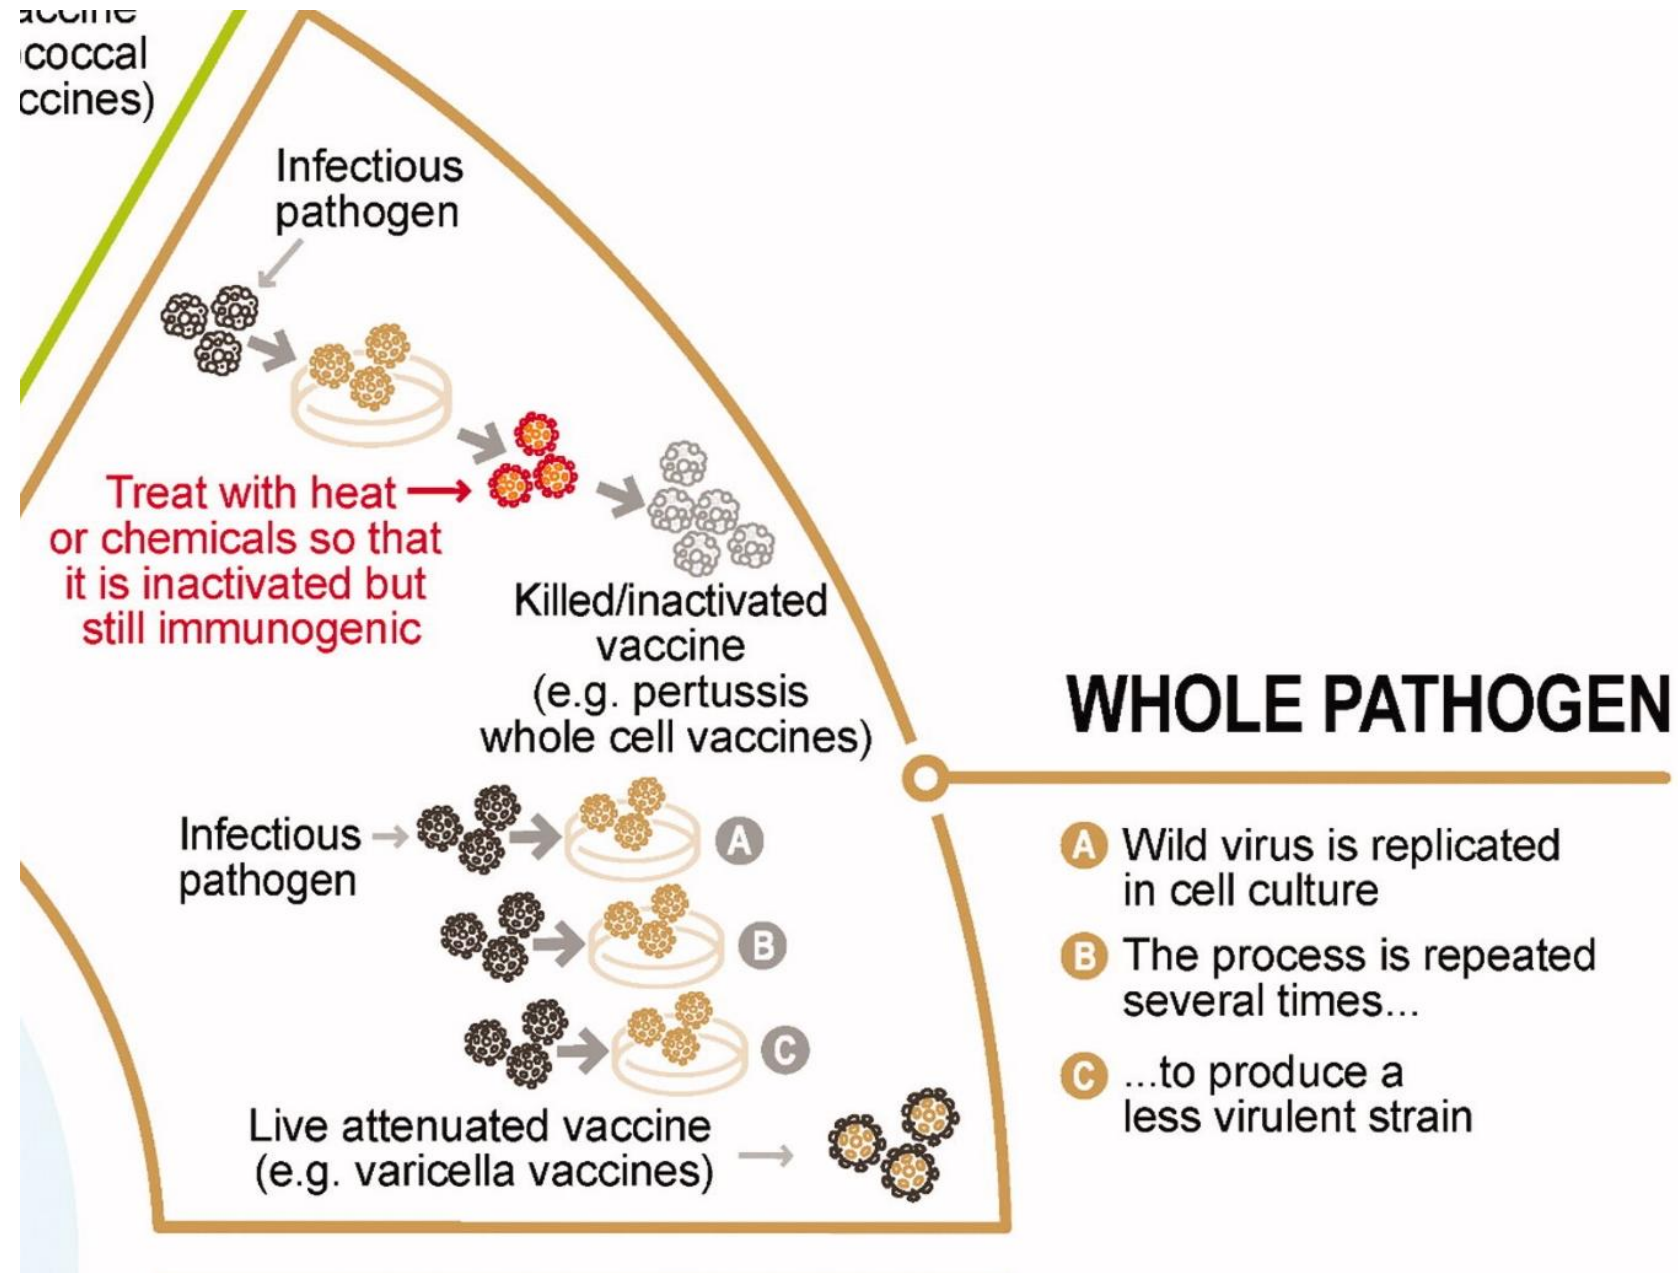 coccal
ccines)
Infectious
pathogen
Treat with heat
or chemicals so that
it is inactivated but
still immunogenic
Killed/inactivated
vaccine
(e.g. pertussis
whole cell vaccines)
Infectious
pathogen
A
B
C
Live attenuated vaccine
(e.g. varicella vaccines)
WHOLE PATHOGEN
A Wild virus is replicated
in cell culture
B The process is repeated
several times...
C ...to produce a
less virulent strain